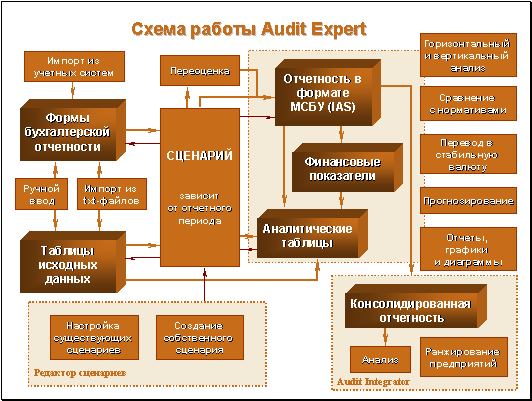 Схема работы Audit Expert
Импорт из
учетных систем
Переоценка
Горизонтальный
и вертикальный
анализ
Отчетность в
формате
МСБУ (IAS)
Формы
бухгалтерской
отчетности
Сравнение
с нормативами
СЦЕНАРИЙ
зависит
от отчетного
периода
Финансовые
показатели
Перевод в
стабильную
валюту
Ручной
ввод
Импорт из
txt-файлов
Прогнозирование
Аналитические
таблицы
Таблицы
исходных
данных
Отчеты,
графики
и диаграммы
Консолидированная
отчетность
Настройка
существующих
сценариев
Создание
собственного
сценария
Редактор сценариев
Анализ
Ранжирование
предприятий
Audit Integrator